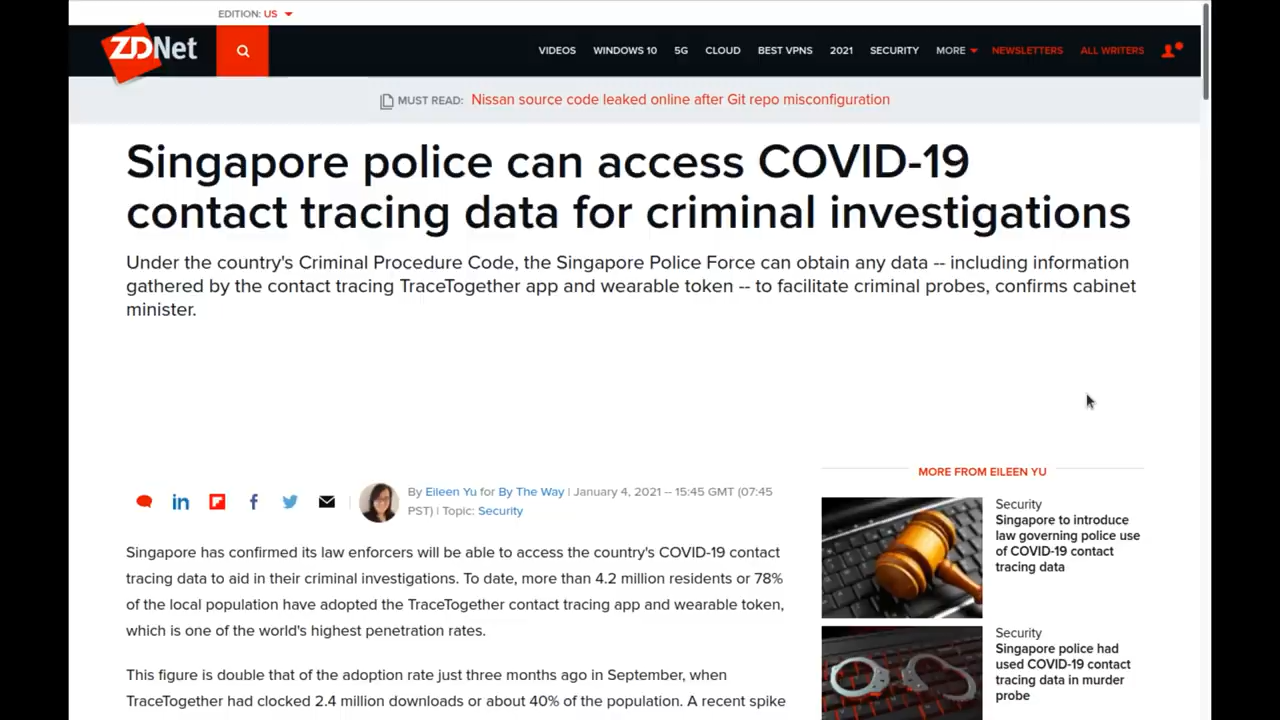 EDITION: US
ZDNet
VIDEOS WINDOWS 10 5G CLOUD BEST VPNS 2021 SECURITY MORE NEWSLETTERS ALL WRITERS
MUST READ: Nissan source code leaked online after Git repo misconfiguration
Singapore police can access COVID-19
contact tracing data for criminal investigations
Under the country's Criminal Procedure Code, the Singapore Police Force can obtain any data -- including information
gathered by the contact tracing TraceTogether app and wearable token -- to facilitate criminal probes, confirms cabinet
minister.
By Eileen Yu for By The Way | January 4, 2021 -- 15:45 GMT (07:45
PST) | Topic: Security
Singapore has confirmed its law enforcers will be able to access the country's COVID-19 contact
tracing data to aid in their criminal investigations. To date, more than 4.2 million residents or 78%
of the local population have adopted the TraceTogether contact tracing app and wearable token,
which is one of the world's highest penetration rates.
This figure is double that of the adoption rate just three months ago in September, when
TraceTogether had clocked 2.4 million downloads or about 40% of the population. A recent spike
MORE FROM EILEEN YU
Security
Singapore to introduce
law governing police use
of COVID-19 contact
tracing data
Security
Singapore police had
used COVID-19 contact
tracing data in murder
probe